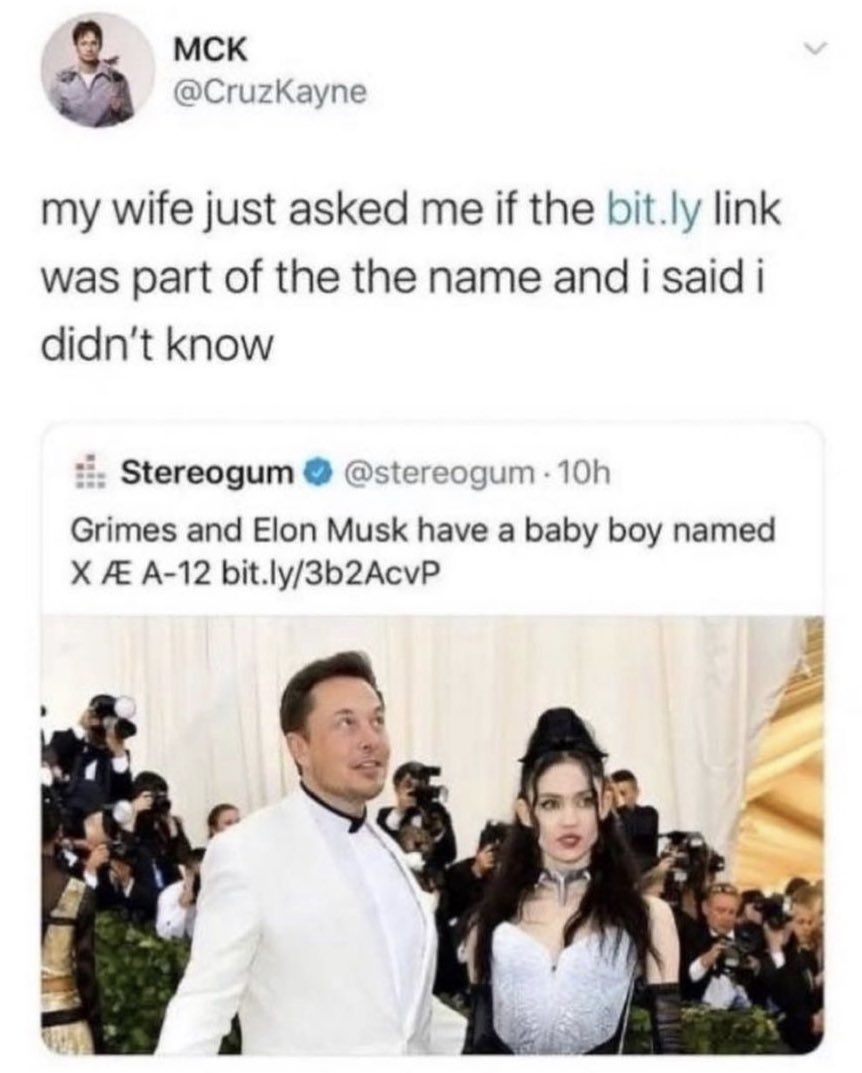 MCK
@CruzKayne
my wife just asked me if the bit.ly link
was part of the the name and i said i
didn't know
Stereogum @stereogum · 10h
Grimes and Elon Musk have a baby boy named
X Æ A-12 bit.ly/3b2AcvP